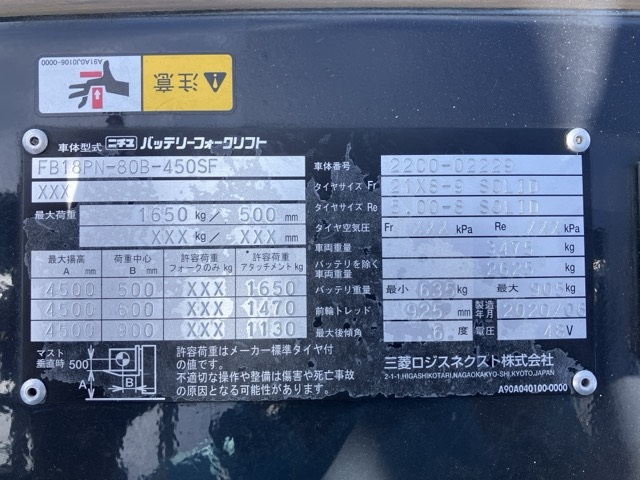 A91A0J0106-0000
注意
車体型式 ニチユ バッテリーフォークリフト
FB18PN-80B-450SF
XXX
最大荷重 1650 kg/ 500 mm
XXX kg/ XXX mm
最大揚高 A mm 荷重中心 B mm 許容荷重 フォークのみ kg 許容荷重 アタッチメント kg
4500 500 XXX 1650
4500 600 XXX 1470
4500 900 XXX 1130
マスト垂直時 500 A B
許容荷重はメーカー標準タイヤ付
の値です。
不適切な操作や整備は傷害や死亡事故
の原因となる可能性があります。
車体番号
タイヤサイズ Fr 21X8-9 SOLID
タイヤサイズ Re 5.00-8 SOLID
タイヤ空気圧 Fr kPa Re kPa
車両重量 3475 kg
バッテリを除く車両重量 2625 kg
バッテリ重量 最小 635 kg 最大 905 kg
前輪トレッド 925 mm 製造年月 2020/06
最大後傾角 6 度 電圧 48 V
三菱ロジスネクスト株式会社
2-1-1,HIGASHIKOTARI,NAGAOKAKYO-SHI,KYOTO,JAPAN
A90A040100-0000